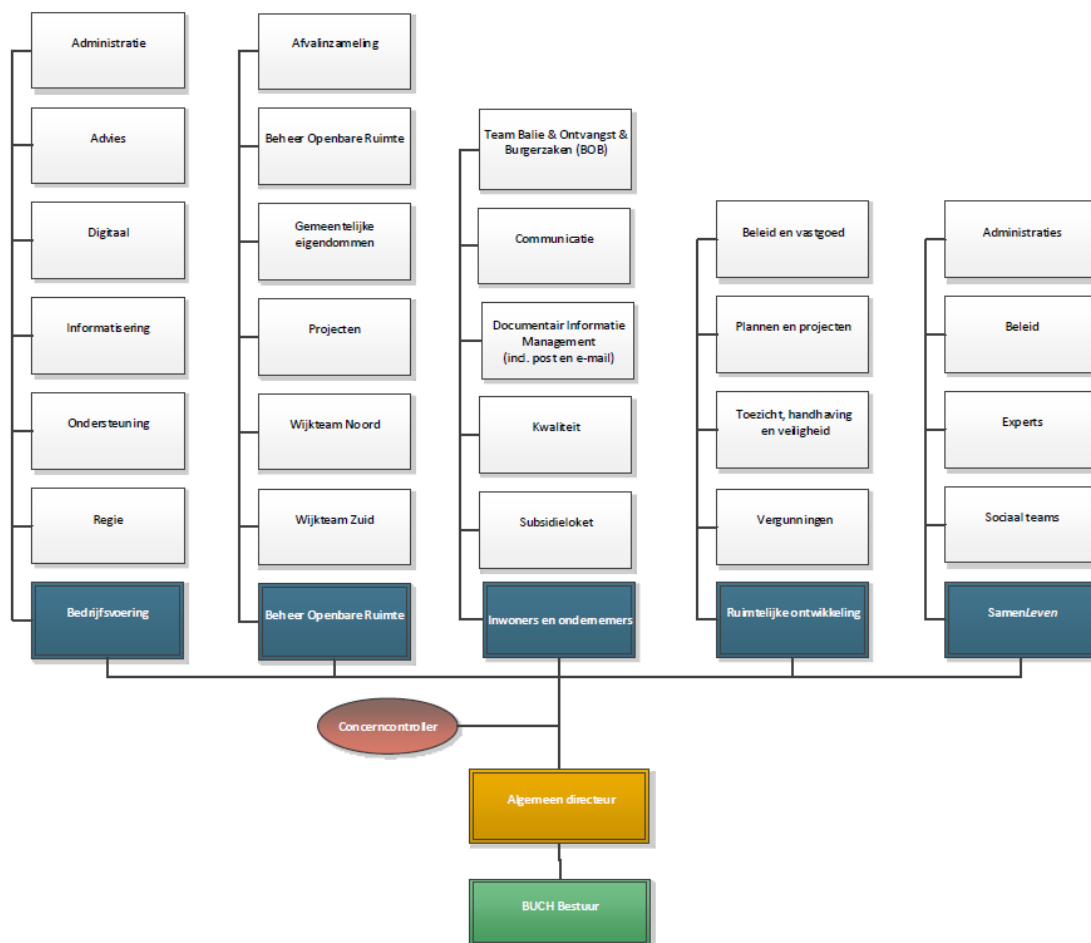 Administratie
Advies
Digitaal
Informatisering
Ondersteuning
Regie
Bedrijfsvoering
Afvalinzameling
Beheer Openbare Ruimte
Gemeentelijke
eigendommen
Projecten
Wijkteam Noord
Wijkteam Zuid
Beheer Openbare Ruimte
Team Balie & Ontvangst &
Burgerzaken (BOB)
Communicatie
Documentair Informatie
Management
(incl. post en e-mail)
Kwaliteit
Subsidieloket
Inwoners en ondernemers
Beleid en vastgoed
Plannen en projecten
Toezicht, handhaving
en veiligheid
Vergunningen
Ruimtelijke ontwikkeling
Administraties
Beleid
Experts
Sociaal teams
SamenLeven
Concerncontroller
Algemeen directeur
BUCH Bestuur